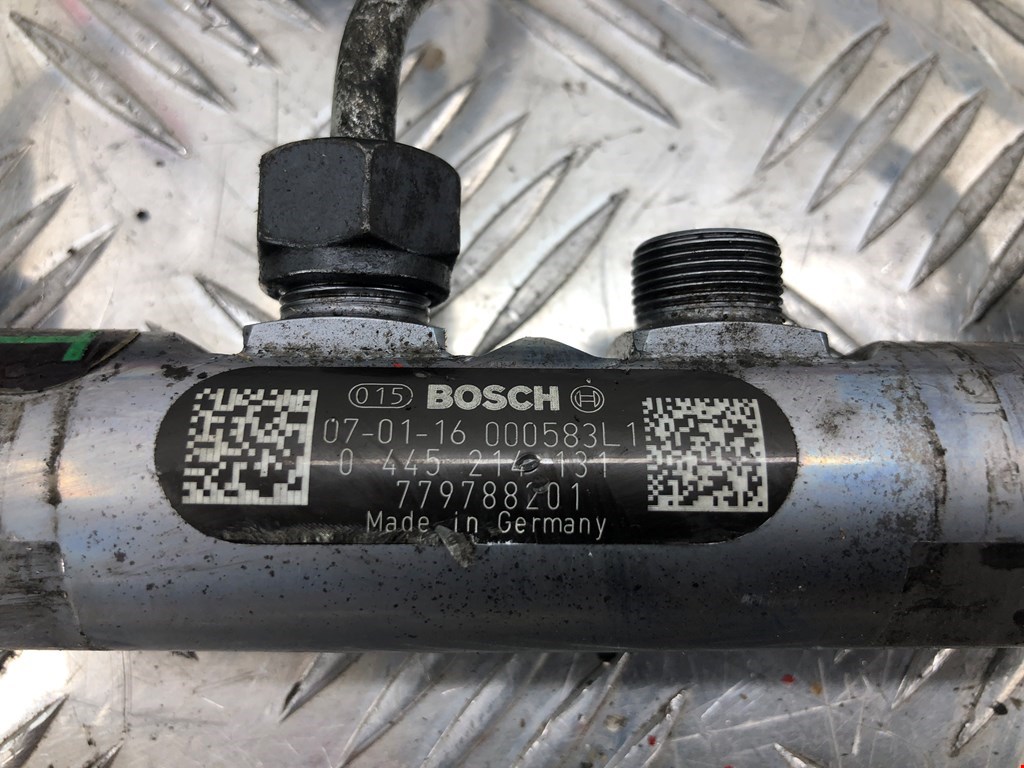 015 BOSCH
07-01-16 000583L1
0 445 214 131
779788201
Made in Germany